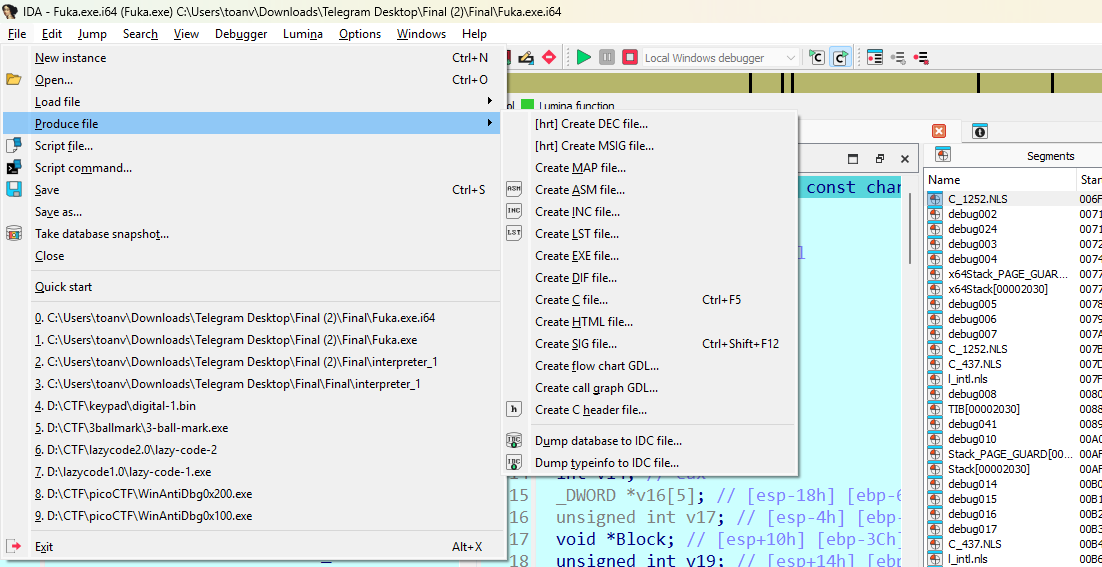 IDA - Fuka.exe.i64 (Fuka.exe) C:\Users\toanv\Downloads\Telegram Desktop\Final (2)\Final\Fuka.exe.i64
File Edit Jump Search View Debugger Lumina Options Windows Help
New instance Ctrl+N
Open... Ctrl+O
Load file
Produce file
Script file...
Script command...
Save Ctrl+S
Save as...
Take database snapshot...
Close
Quick start
0. C:\Users\toanv\Downloads\Telegram Desktop\Final (2)\Final\Fuka.exe.i64
1. C:\Users\toanv\Downloads\Telegram Desktop\Final (2)\Final\Fuka.exe
2. C:\Users\toanv\Downloads\Telegram Desktop\Final (2)\Final\interpreter_1
3. C:\Users\toanv\Downloads\Telegram Desktop\Final\Final\interpreter_1
4. D:\CTF\keypad\digital-1.bin
5. D:\CTF\3ballmark\3-ball-mark.exe
6. D:\CTF\lazycode2.0\lazy-code-2
7. D:\lazycode1.0\lazy-code-1.exe
8. D:\CTF\picoCTF\WinAntiDbg0x200.exe
9. D:\CTF\picoCTF\WinAntiDbg0x100.exe
Exit Alt+X
Local Windows debugger
Lumina function
[hrt] Create DEC file...
[hrt] Create MSIG file...
Create MAP file...
ASM Create ASM file...
INC Create INC file...
LST Create LST file...
Create EXE file...
Create DIF file...
Create C file... Ctrl+F5
Create HTML file...
Create SIG file... Ctrl+Shift+F12
Create flow chart GDL...
Create call graph GDL...
h Create C header file...
IDC Dump database to IDC file...
IDC Dump typeinfo to IDC file...
const char
15 _DWORD *v16[5]; // [esp-18h] [ebp-6
16 unsigned int v17; // [esp-4h] [ebp-
17 void *Block; // [esp+10h] [ebp-3Ch]
18 unsigned int v19; // [esp+14h] [ebp-
Segments
Name Star
C_1252.NLS 006F
debug002 0071
debug024 0071
debug003 0072
debug004 0074
x64Stack_PAGE_GUAR... 0077
x64Stack[00002030] 0077
debug005 0078
debug006 0079
debug007 007A
C_1252.NLS 007D
C_437.NLS 007E
l_intl.nls 007F
debug008 0080
TIB[00002030] 0083
debug041 0089
debug010 00A0
Stack_PAGE_GUARD[00... 00AF
Stack[00002030] 00AF
debug014 00B0
debug015 00B1
debug016 00B2
debug017 00B3
C_437.NLS 00B4
l_intl.nls 00B6